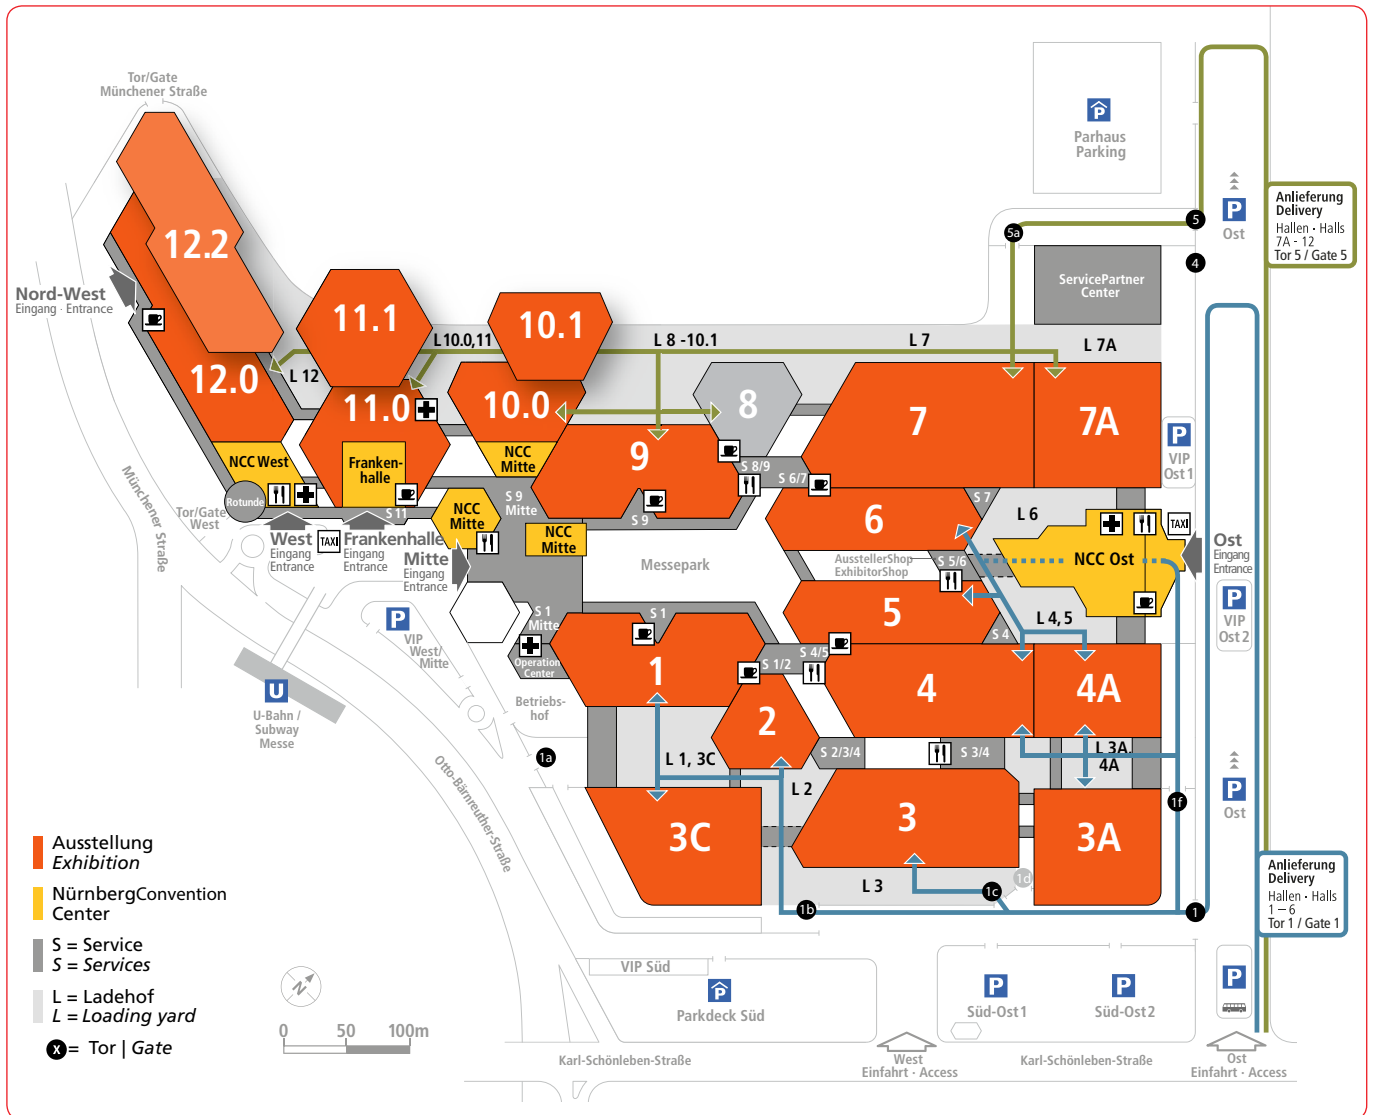 Tor/Gate
Münchener Straße
12.2
Nord-West
Eingang · Entrance
12.0
L 12
11.1
11.0
L10.0,11
10.1
10.0
L 8 -10.1
L 7
L 7A
8
9
7
7A
Parhaus
Parking
5
5a
4
Ost
ServicePartner
Center
Anlieferung
Delivery
Hallen · Halls
7A - 12
Tor 5 / Gate 5
NCC West
Rotunde
Franken-
halle
S 11
NCC
Mitte
NCC
Mitte
S 9
Mitte
NCC
Mitte
S 9
S 8/9
S 6/7
VIP
Ost 1
Münchener Straße
Tor/Gate
West
West
Eingang
Entrance
TAXI
Frankenhalle
Eingang
Entrance
Mitte
Eingang
Entrance
Messepark
6
S 7
L 6
AusstellerShop
ExhibitorShop
S 5/6
NCC Ost
TAXI
Ost
Eingang
Entrance
5
S 4
L 4, 5
VIP
Ost 2
VIP
West/
Mitte
S 1
Mitte
S 1
Operation
Center
1
S 1/2
S 4/5
4
4A
U
U-Bahn /
Subway
Messe
Betriebs-
hof
1a
2
S 2/3/4
S 3/4
L 3A,
4A
L 1, 3C
L 2
3C
3
3A
1f
Ost
Otto-Bärnreuther-Straße
L 3
1b
1c
1d
1
Anlieferung
Delivery
Hallen · Halls
1 – 6
Tor 1 / Gate 1
Ausstellung
Exhibition
NürnbergConvention
Center
S = Service
S = Services
L = Ladehof
L = Loading yard
X = Tor | Gate
N
0 50 100m
VIP Süd
P
Parkdeck Süd
P
Süd-Ost1
P
Süd-Ost2
P
Karl-Schönleben-Straße
West
Einfahrt · Access
Karl-Schönleben-Straße
Ost
Einfahrt · Access